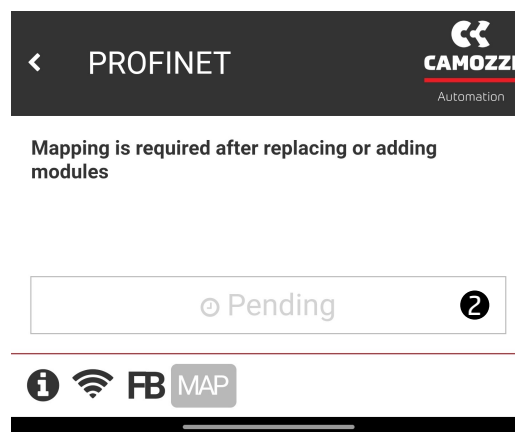 PROFINET
CAMOZZI
Automation
Mapping is required after replacing or adding
modules
Pending
2
FB MAP